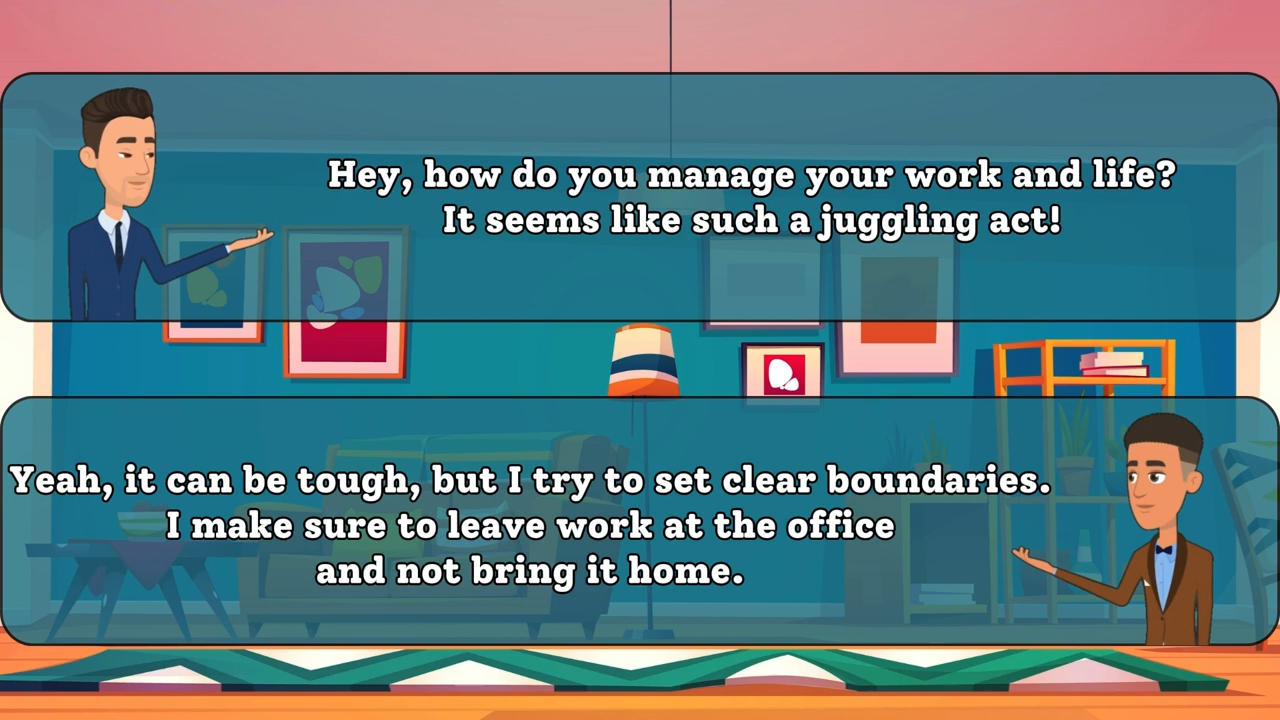 Hey, how do you manage your work and life?
It seems like such a juggling act!
Yeah, it can be tough, but I try to set clear boundaries.
I make sure to leave work at the office
and not bring it home.